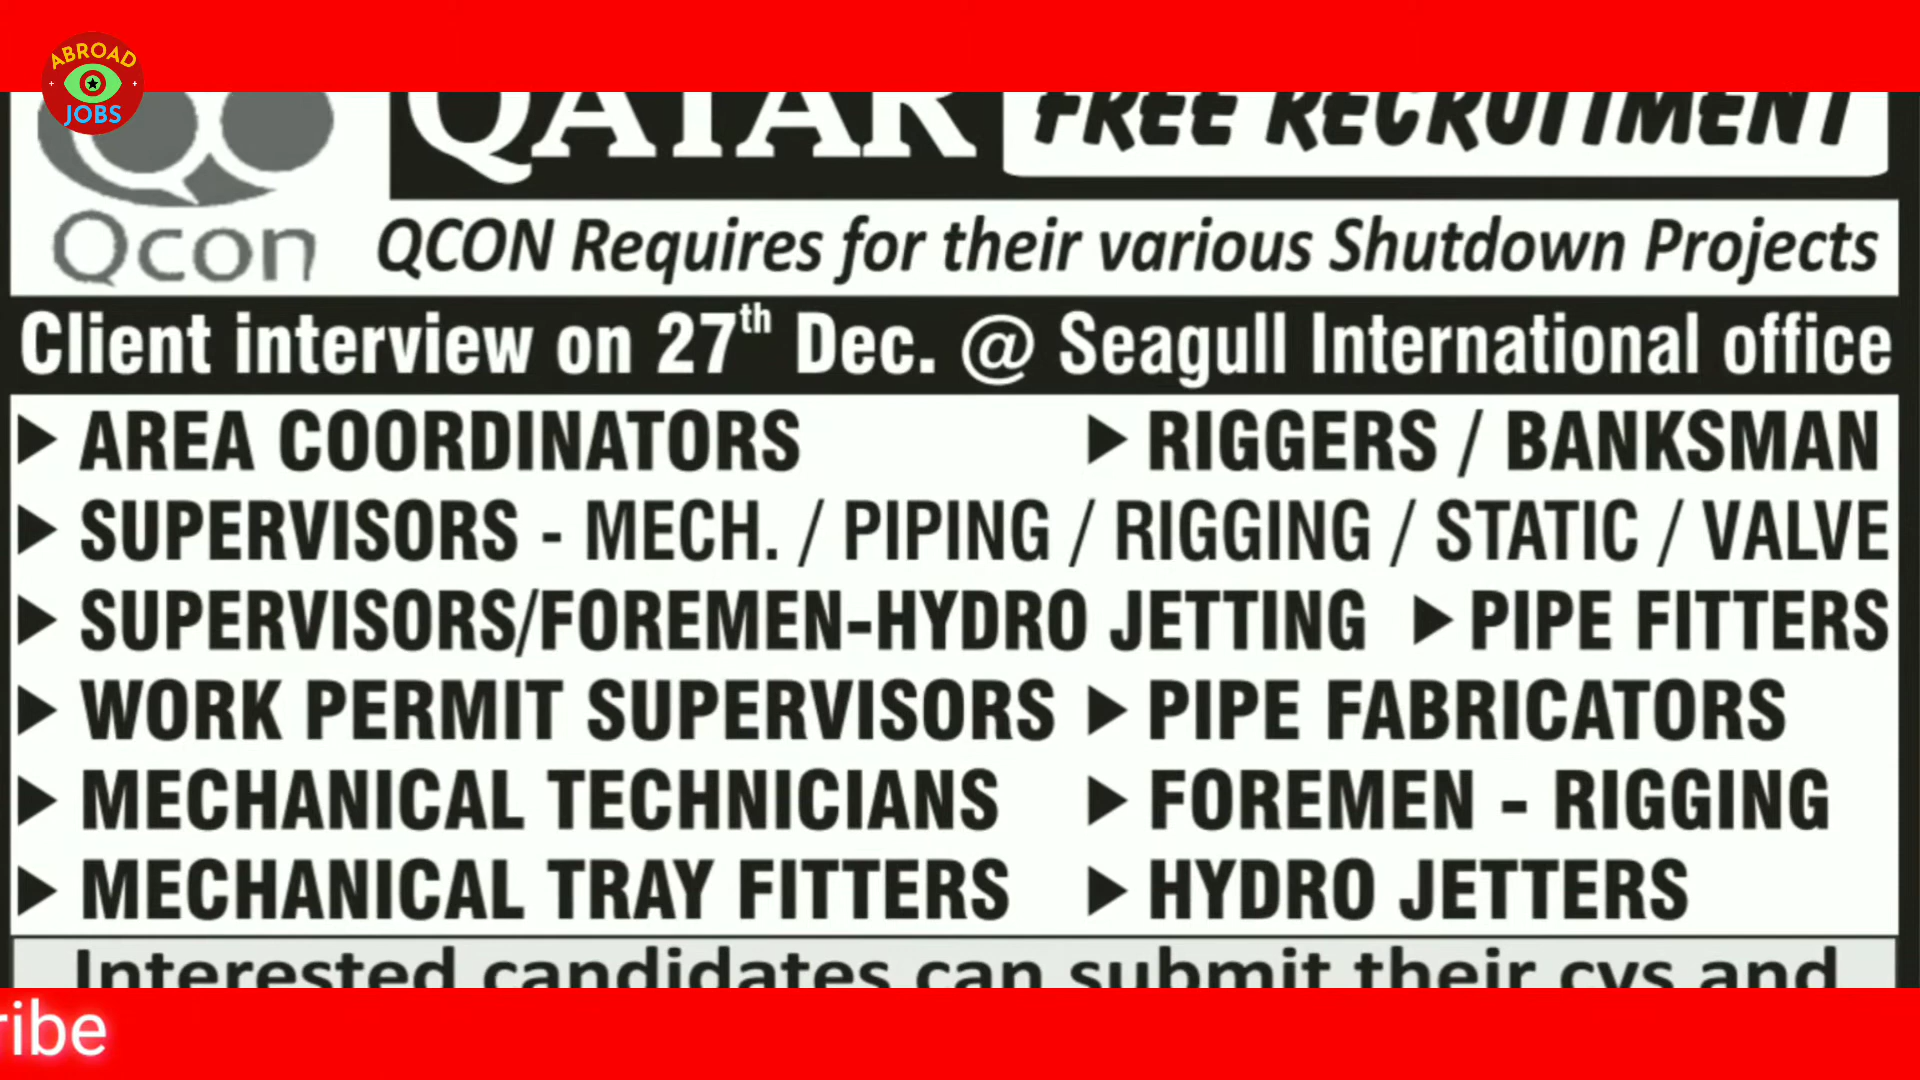 ABROAD
JOBS
QATAR FREE RECRUITMENT
Qcon
QCON Requires for their various Shutdown Projects
Client interview on 27th Dec. @ Seagull International office
▶ AREA COORDINATORS ▶ RIGGERS / BANKSMAN
▶ SUPERVISORS - MECH. / PIPING / RIGGING / STATIC / VALVE
▶ SUPERVISORS/FOREMEN-HYDRO JETTING ▶ PIPE FITTERS
▶ WORK PERMIT SUPERVISORS ▶ PIPE FABRICATORS
▶ MECHANICAL TECHNICIANS ▶ FOREMEN - RIGGING
▶ MECHANICAL TRAY FITTERS ▶ HYDRO JETTERS
Interested candidates can submit their cvs and
ribe